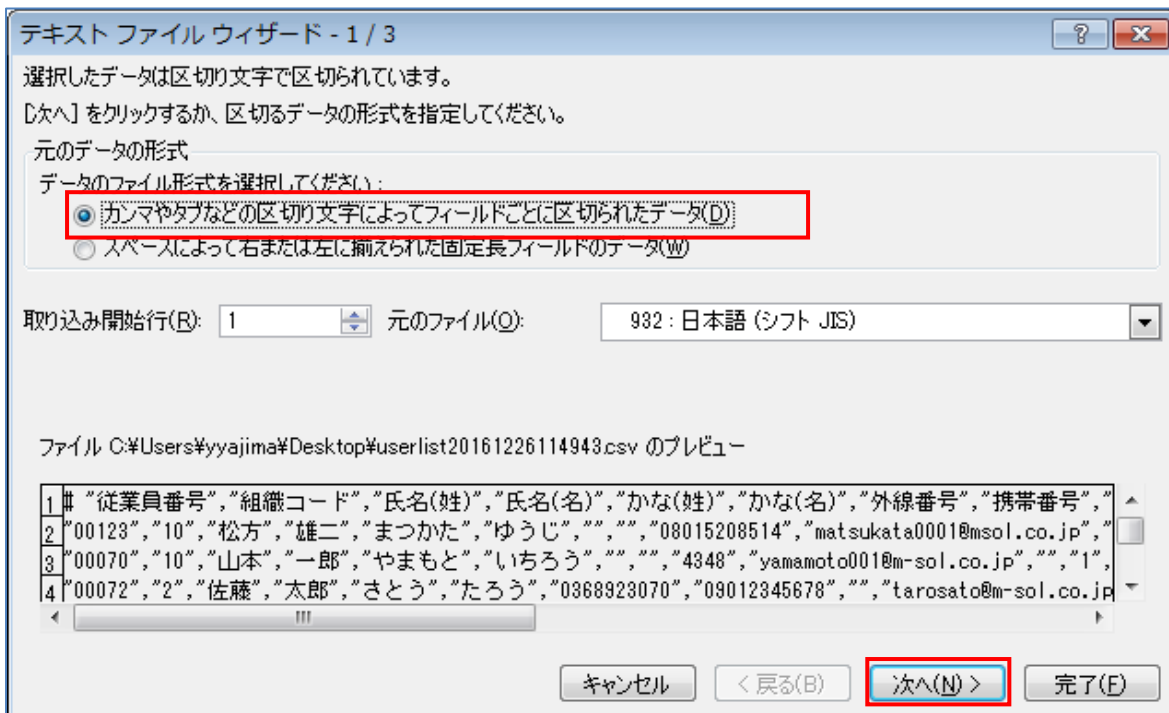 テキスト ファイル ウィザード - 1 / 3
選択したデータは区切り文字で区切られています。
[次へ] をクリックするか、区切るデータの形式を指定してください。
元のデータの形式
データのファイル形式を選択してください:
カンマやタブなどの区切り文字によってフィールドごとに区切られたデータ(D)
スペースによって右または左に揃えられた固定長フィールドのデータ(W)
取り込み開始行(R): 1 元のファイル(O): 932 : 日本語 (シフト JIS)
ファイル C:¥Users¥yyajima¥Desktop¥userlist20161226114943.csv のプレビュー
1 # "従業員番号","組織コード","氏名(姓)","氏名(名)","かな(姓)","かな(名)","外線番号","携帯番号","
2 "00123","10","松方","雄二","まつかた","ゆうじ","","","08015208514","matsukata0001@msol.co.jp","
3 "00070","10","山本","一郎","やまもと","いちろう","","","4348","yamamoto001@m-sol.co.jp","","1",
4 "00072","2","佐藤","太郎","さとう","たろう","0368923070","09012345678","","tarosato@m-sol.co.jp
キャンセル < 戻る(B) 次へ(N) > 完了(F)